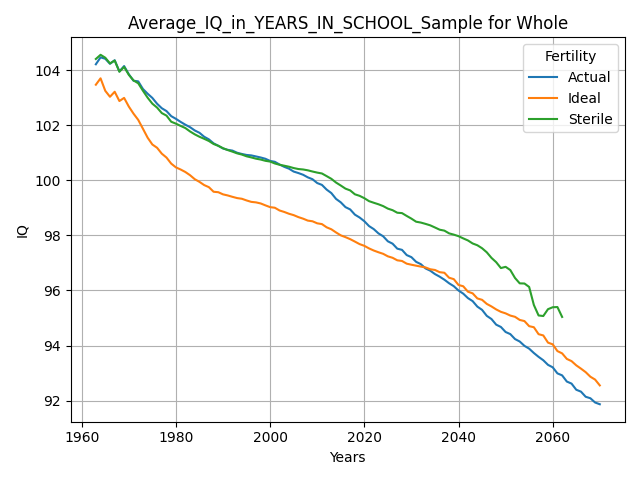 Average_IQ_in_YEARS_IN_SCHOOL_Sample for Whole
Fertility
Actual
Ideal
Sterile
IQ
104
102
100
98
96
94
92
1960 1980 2000 2020 2040 2060
Years